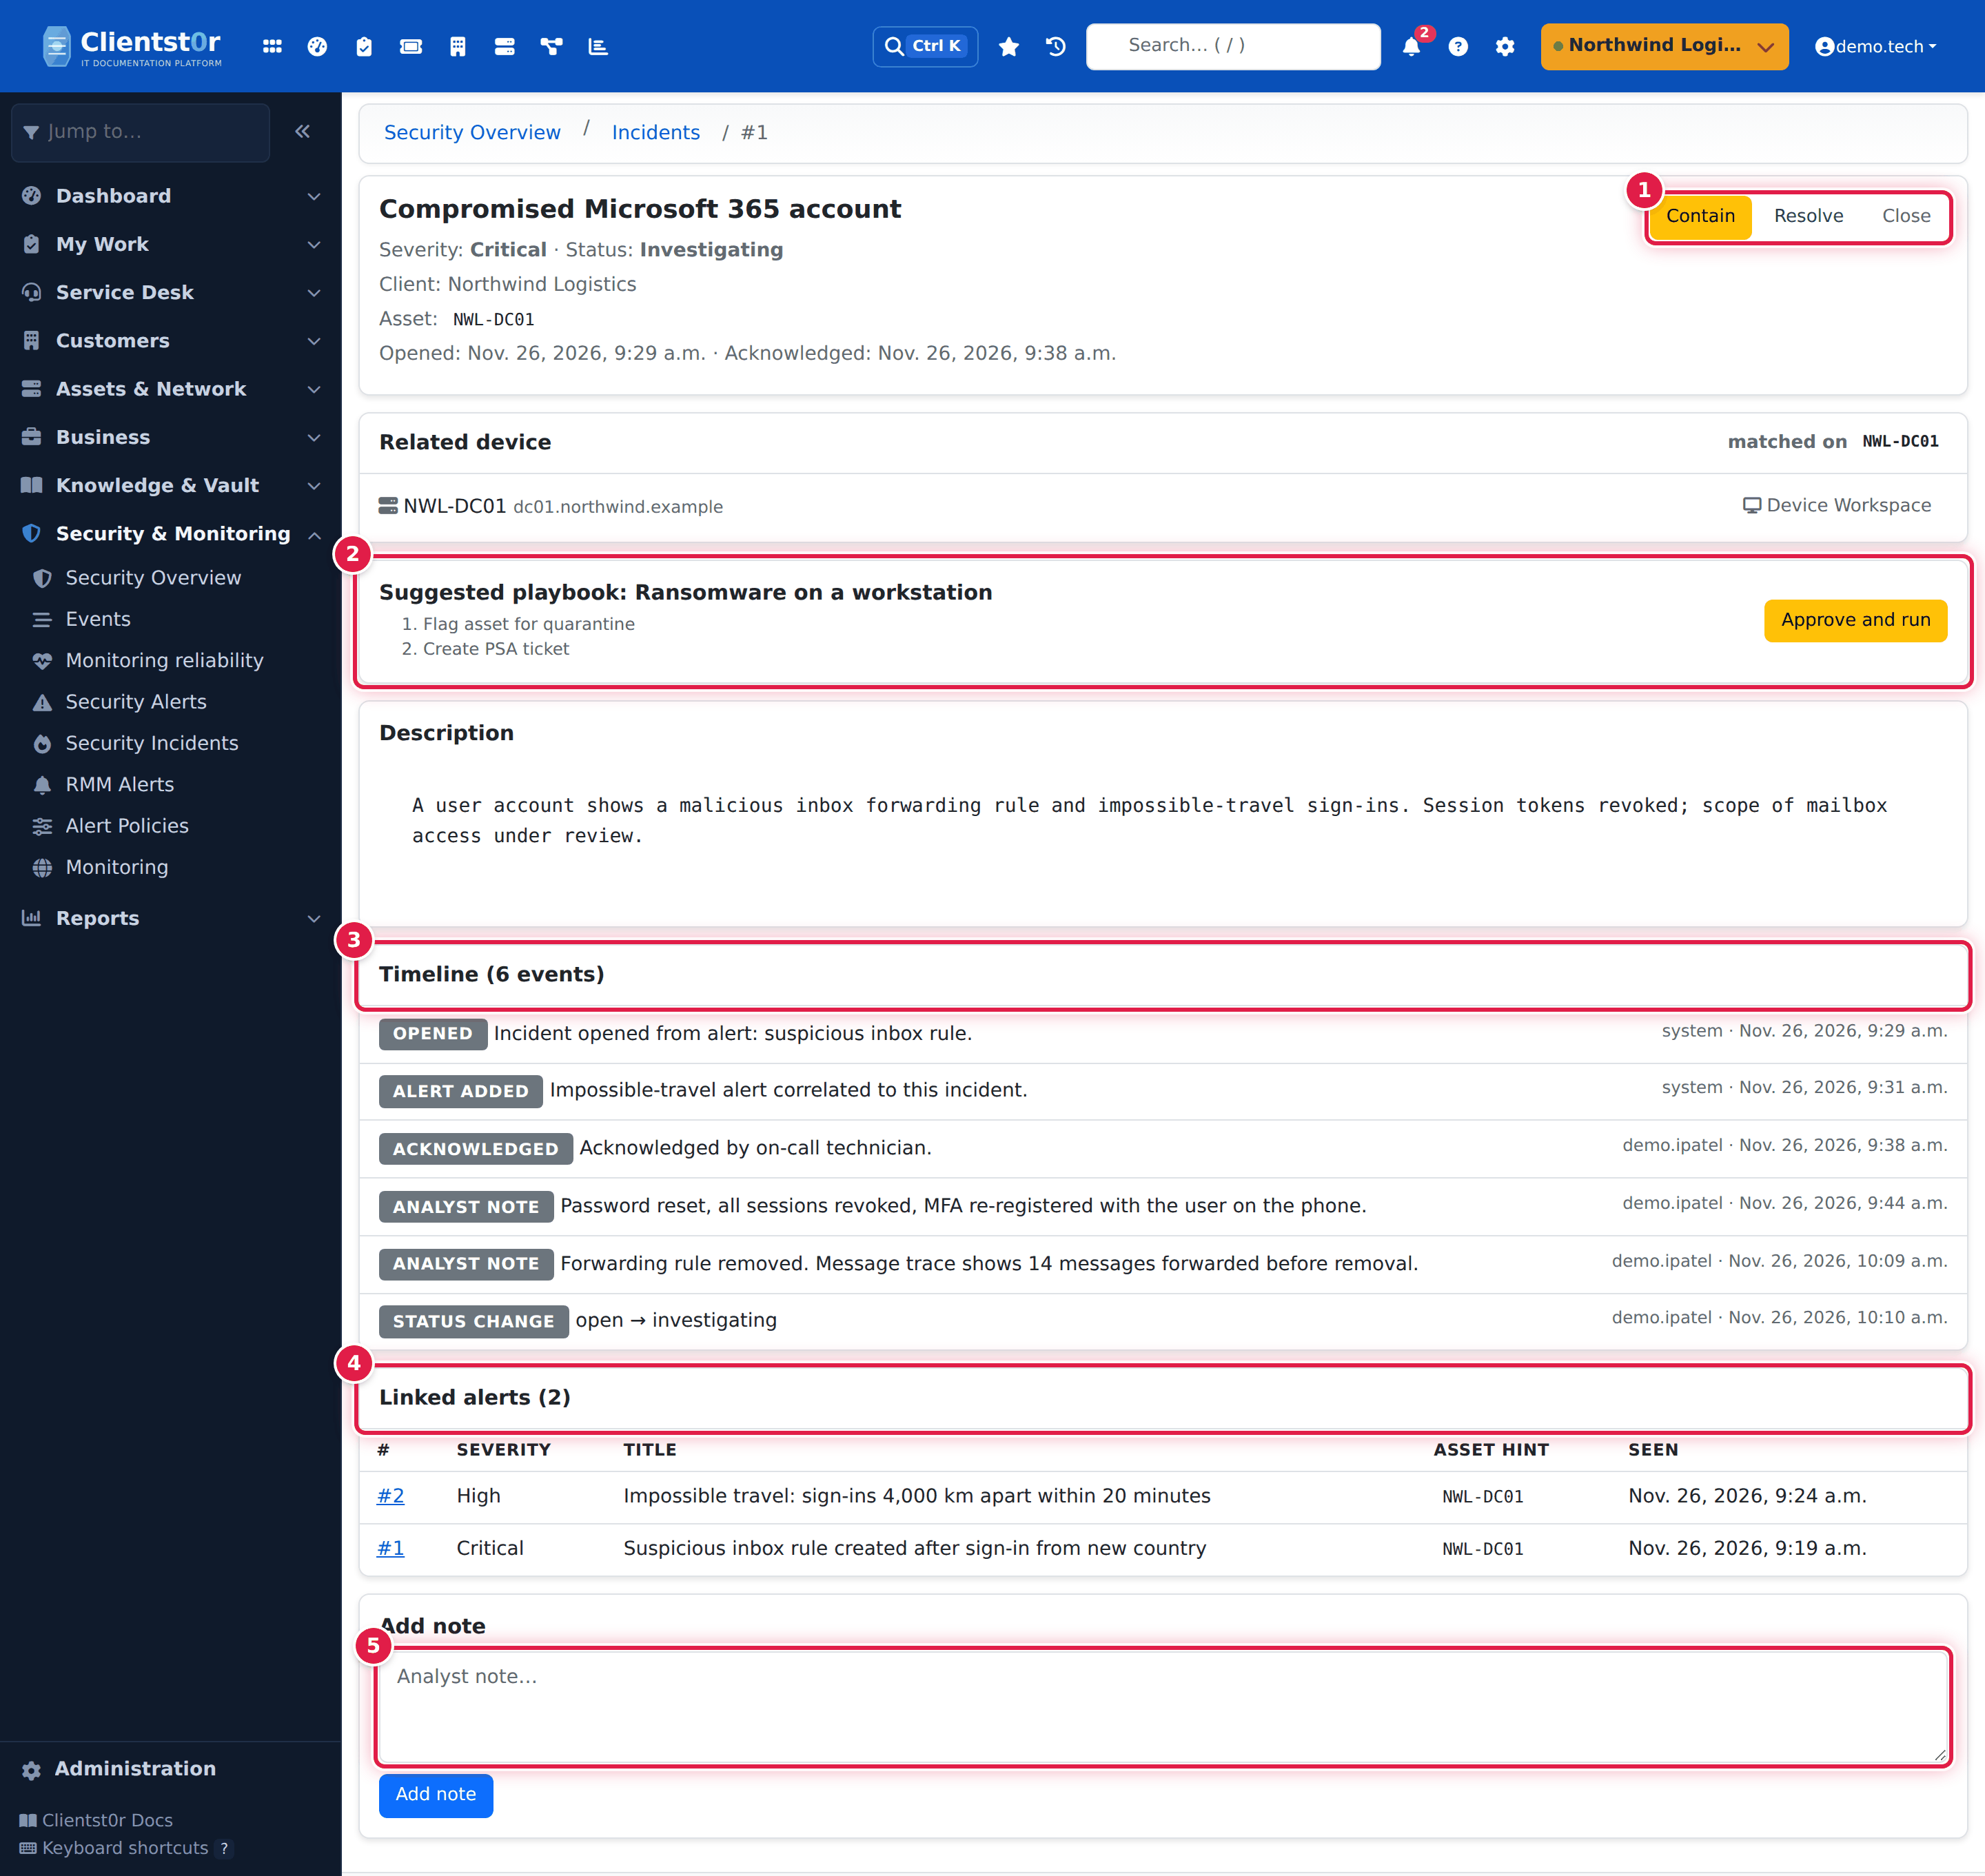 Clientst0r
IT DOCUMENTATION PLATFORM
Ctrl K
Search... ( / )
2
Northwind Logi...
demo.tech
Jump to...
Dashboard
My Work
Service Desk
Customers
Assets & Network
Business
Knowledge & Vault
Security & Monitoring
Security Overview
Events
Monitoring reliability
Security Alerts
Security Incidents
RMM Alerts
Alert Policies
Monitoring
Reports
Administration
Clientst0r Docs
Keyboard shortcuts ?
Security Overview / Incidents / #1
1
Compromised Microsoft 365 account
Contain Resolve Close
Severity: Critical · Status: Investigating
Client: Northwind Logistics
Asset: NWL-DC01
Opened: Nov. 26, 2026, 9:29 a.m. · Acknowledged: Nov. 26, 2026, 9:38 a.m.
Related device
matched on NWL-DC01
NWL-DC01 dc01.northwind.example
Device Workspace
2
Suggested playbook: Ransomware on a workstation
1. Flag asset for quarantine
2. Create PSA ticket
Approve and run
Description
A user account shows a malicious inbox forwarding rule and impossible-travel sign-ins. Session tokens revoked; scope of mailbox
access under review.
3
Timeline (6 events)
OPENED Incident opened from alert: suspicious inbox rule. system · Nov. 26, 2026, 9:29 a.m.
ALERT ADDED Impossible-travel alert correlated to this incident. system · Nov. 26, 2026, 9:31 a.m.
ACKNOWLEDGED Acknowledged by on-call technician. demo.ipatel · Nov. 26, 2026, 9:38 a.m.
ANALYST NOTE Password reset, all sessions revoked, MFA re-registered with the user on the phone. demo.ipatel · Nov. 26, 2026, 9:44 a.m.
ANALYST NOTE Forwarding rule removed. Message trace shows 14 messages forwarded before removal. demo.ipatel · Nov. 26, 2026, 10:09 a.m.
STATUS CHANGE open → investigating demo.ipatel · Nov. 26, 2026, 10:10 a.m.
4
Linked alerts (2)
# SEVERITY TITLE ASSET HINT SEEN
#2 High Impossible travel: sign-ins 4,000 km apart within 20 minutes NWL-DC01 Nov. 26, 2026, 9:24 a.m.
#1 Critical Suspicious inbox rule created after sign-in from new country NWL-DC01 Nov. 26, 2026, 9:19 a.m.
Add note
5
Analyst note...
Add note